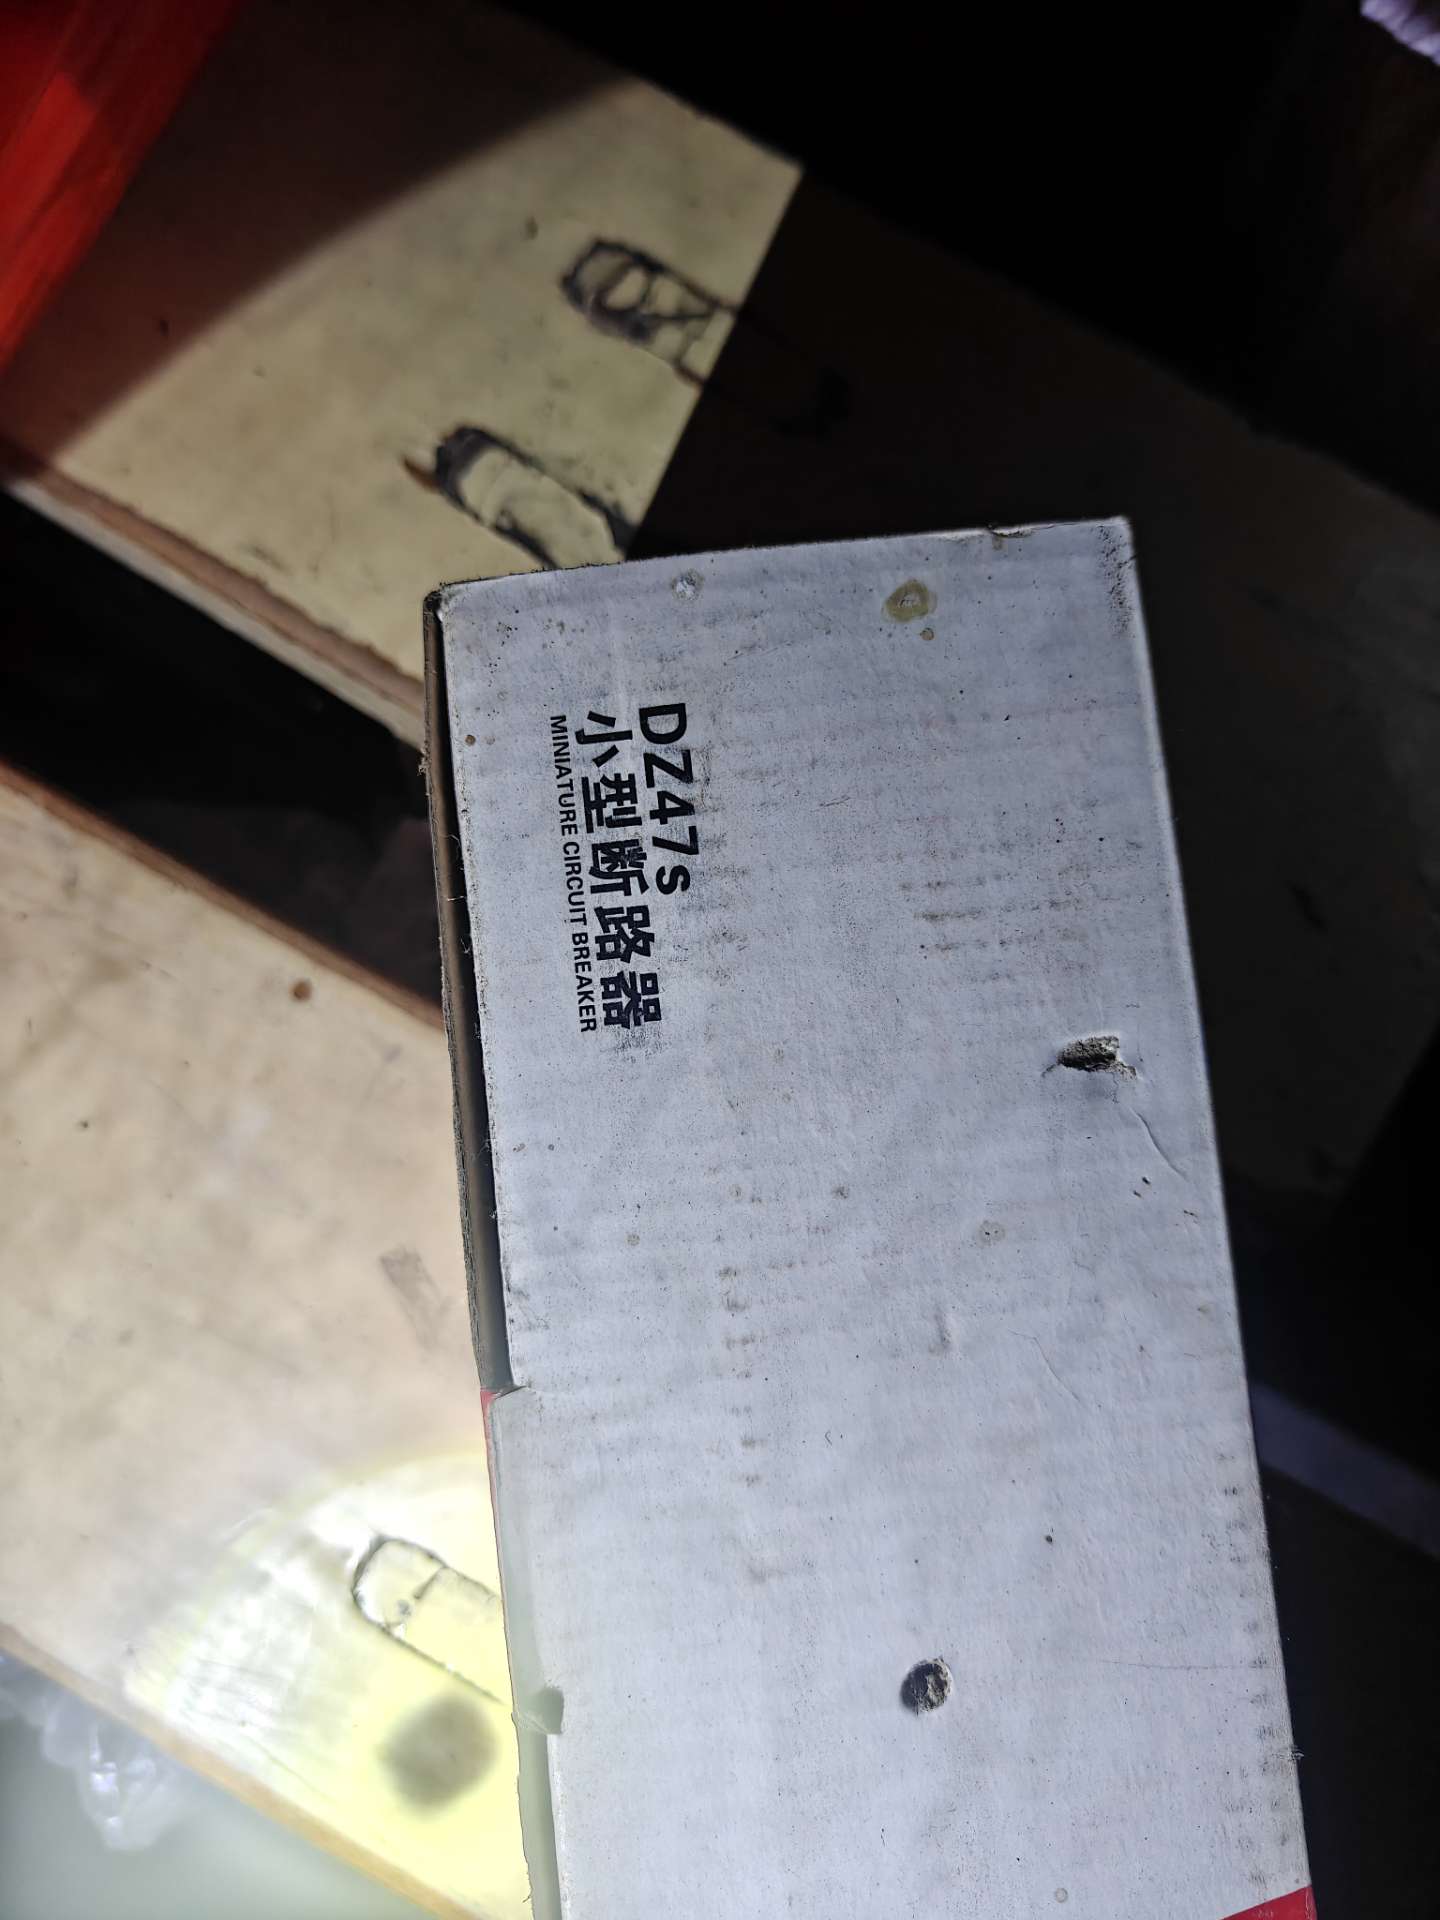 DZ47s
小型断路器
MINIATURE CIRCUIT BREAKER